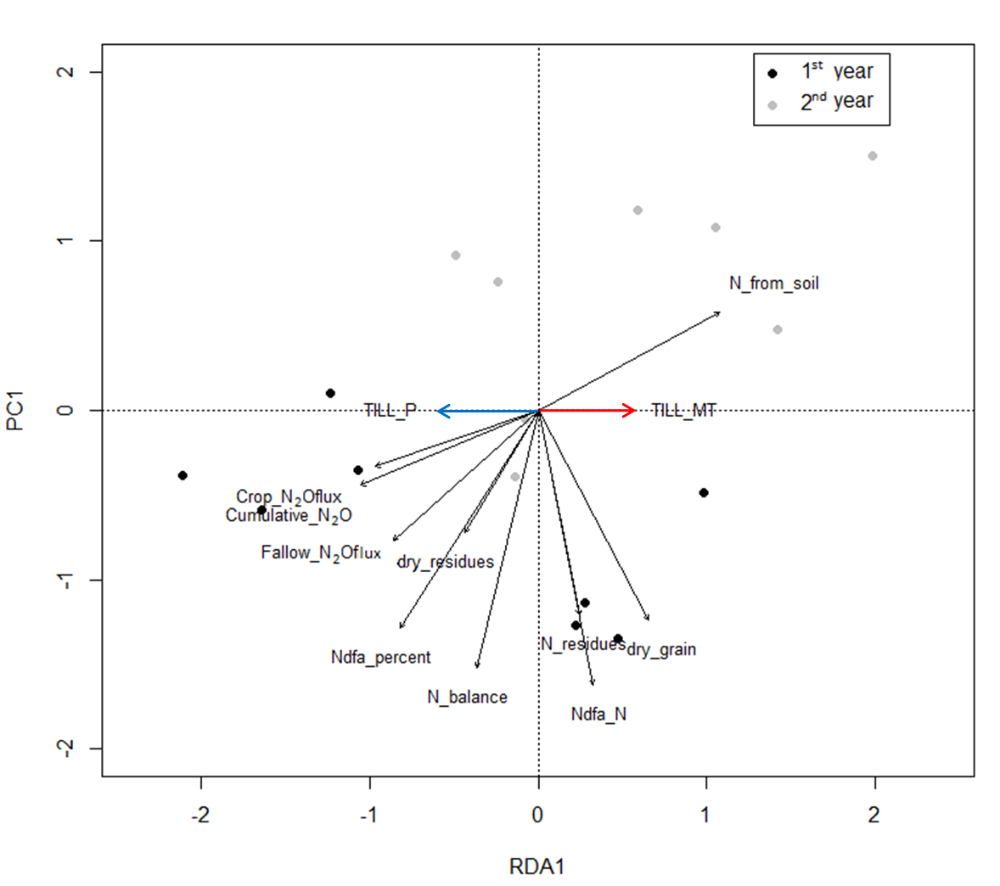 2
1st year
2nd year
1
N_from_soil
PC1
0
TILL_P
TILL_MT
Crop_N2Oflux
Cumulative_N2O
Fallow_N2Oflux
dry_residues
-1
N_residues
dry_grain
Ndfa_percent
N_balance
Ndfa_N
-2
-2
-1
0
1
2
RDA1